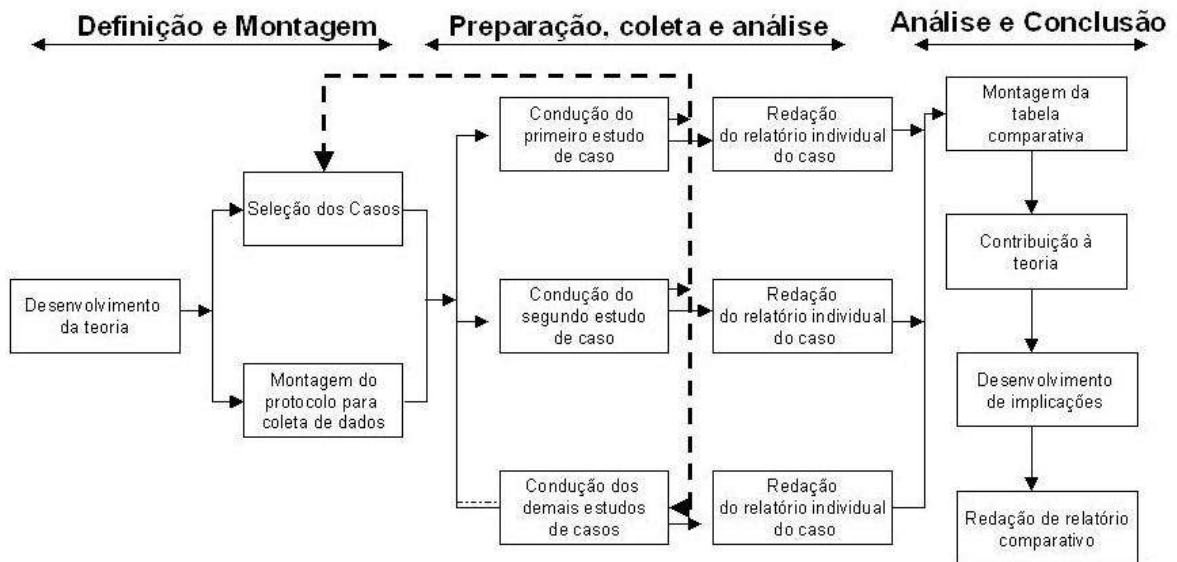 Definição e Montagem
Preparação, coleta e análise
Análise e Conclusão
Desenvolvimento
da teoria
Seleção dos Casos
Montagem do
protocolo para
coleta de dados
Condução do
primeiro estudo
de caso
Redação
do relatório individual
do caso
Condução do
segundo estudo
de caso
Redação
do relatório individual
do caso
Condução dos
demais estudos
de casos
Redação
do relatório individual
do caso
Montagem da
tabela
comparativa
Contribuição à
teoria
Desenvolvimento
de implicações
Redação de relatório
comparativo